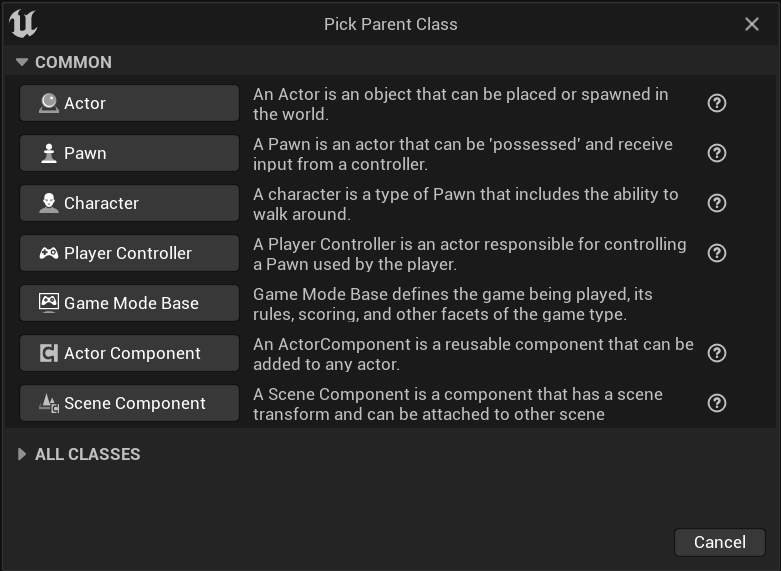 Pick Parent Class
COMMON
Actor
An Actor is an object that can be placed or spawned in
the world.
Pawn
A Pawn is an actor that can be 'possessed' and receive
input from a controller.
Character
A character is a type of Pawn that includes the ability to
walk around.
Player Controller
A Player Controller is an actor responsible for controlling
a Pawn used by the player.
Game Mode Base
Game Mode Base defines the game being played, its
rules, scoring, and other facets of the game type.
Actor Component
An ActorComponent is a reusable component that can be
added to any actor.
Scene Component
A Scene Component is a component that has a scene
transform and can be attached to other scene
ALL CLASSES
Cancel